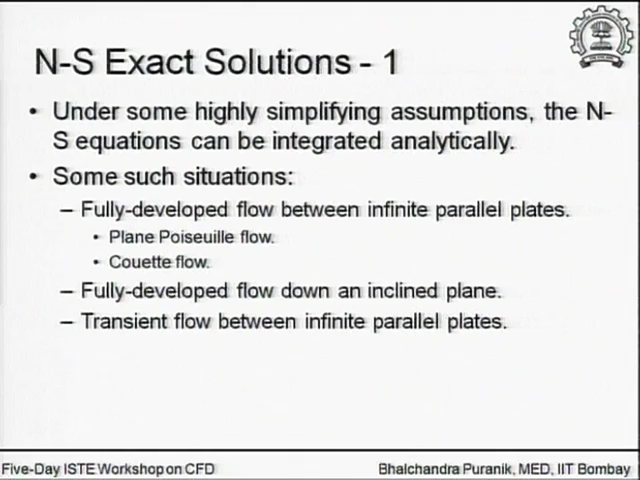 N-S Exact Solutions - 1
• Under some highly simplifying assumptions, the N-
S equations can be integrated analytically.
• Some such situations:
– Fully-developed flow between infinite parallel plates.
• Plane Poiseuille flow.
• Couette flow.
– Fully-developed flow down an inclined plane.
– Transient flow between infinite parallel plates.
Five-Day ISTE Workshop on CFD
Bhalchandra Puranik, MED, IIT Bombay